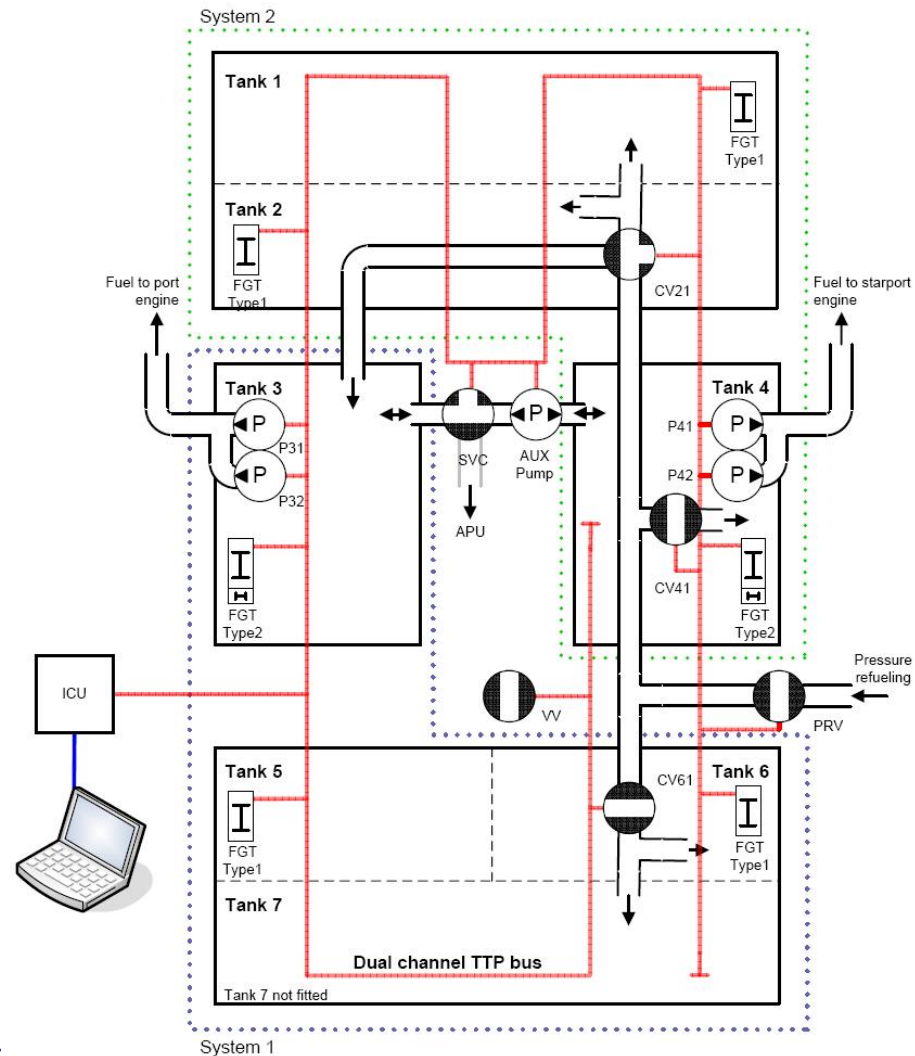 System 2
Tank 1
FGT
Type1
Tank 2
FGT
Type1
CV21
Fuel to port
engine
Fuel to starport
engine
Tank 3
P
P31
P
P32
SVC
P
AUX
Pump
APU
Tank 4
P41
P
P42
P
CV41
FGT
Type2
FGT
Type2
ICU
VV
Pressure
refueling
PRV
Tank 5
FGT
Type1
CV61
Tank 6
FGT
Type1
Tank 7
Dual channel TTP bus
Tank 7 not fitted
System 1